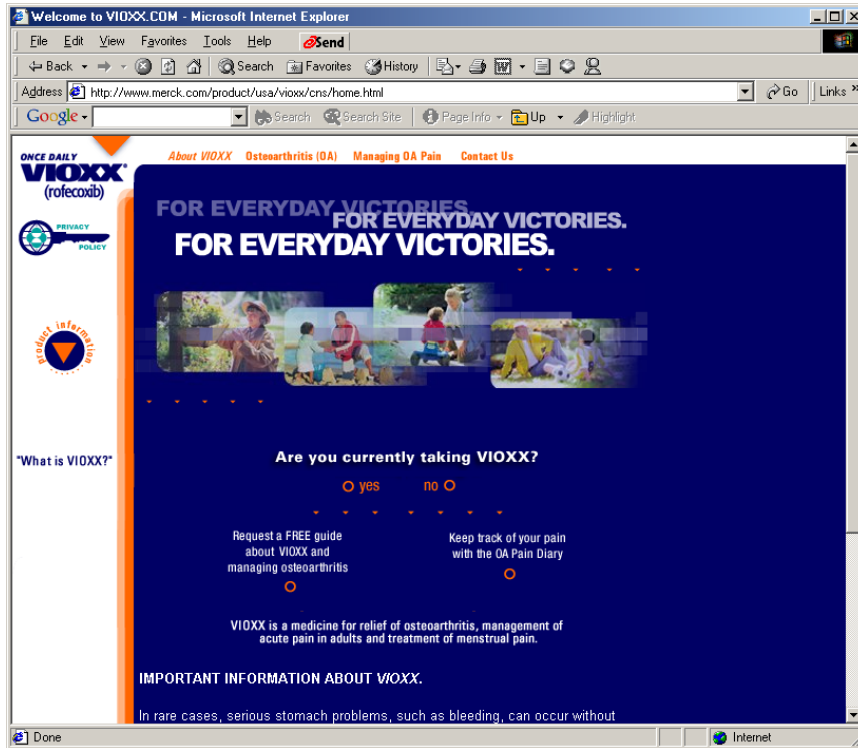 Welcome to VIOXX.COM - Microsoft Internet Explorer
File Edit View Favorites Tools Help eSend
Back Search Favorites History
Address http://www.merck.com/product/usa/vioxx/cns/home.html Go Links »
Google Search Search Site Page Info Up Highlight
ONCE DAILY
VIOXX
(rofecoxib)
About VIOXX Osteoarthritis (OA) Managing OA Pain Contact Us
PRIVACY
POLICY
FOR EVERYDAY VICTORIES.
FOR EVERYDAY VICTORIES.
FOR EVERYDAY VICTORIES.
product information
"What is VIOXX?"
Are you currently taking VIOXX?
yes no
Request a FREE guide
about VIOXX and
managing osteoarthritis
Keep track of your pain
with the OA Pain Diary
VIOXX is a medicine for relief of osteoarthritis, management of
acute pain in adults and treatment of menstrual pain.
IMPORTANT INFORMATION ABOUT VIOXX.
In rare cases, serious stomach problems, such as bleeding, can occur without
Done Internet